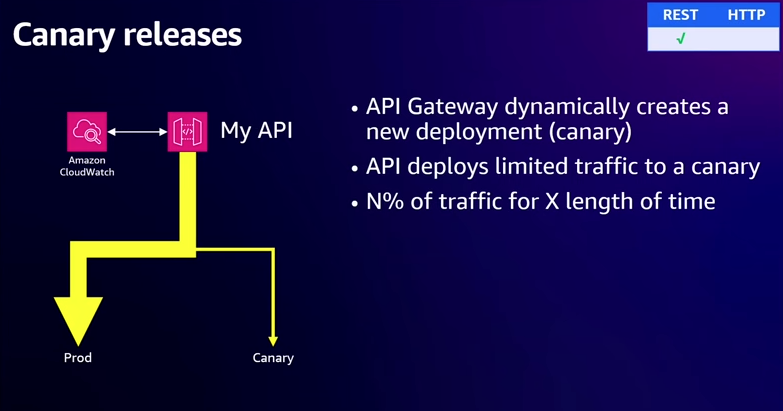 Canary releases
REST HTTP
√
My API
Amazon
CloudWatch
Prod
Canary
• API Gateway dynamically creates a
new deployment (canary)
• API deploys limited traffic to a canary
• N% of traffic for X length of time